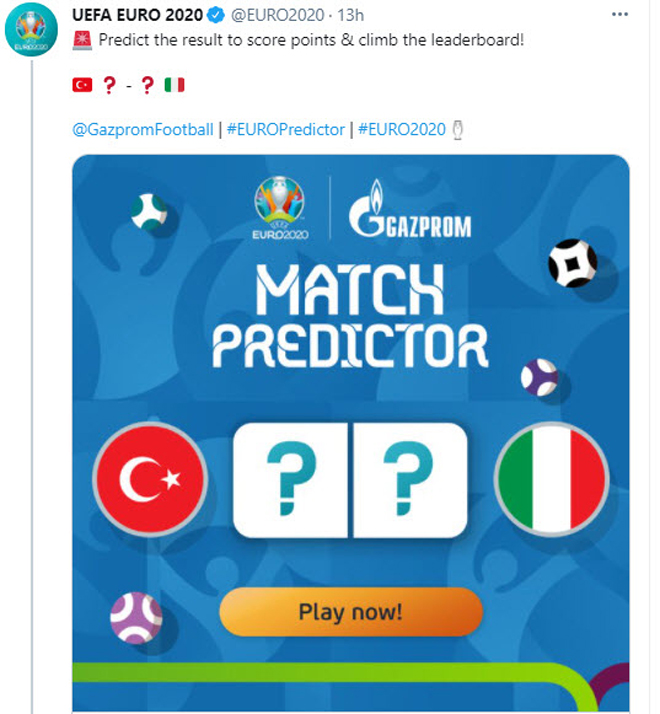 UEFA EURO 2020 @EURO2020 · 13h
🚨 Predict the result to score points & climb the leaderboard!
🇹🇷 ❓ - ❓ 🇮🇹
@GazpromFootball | #EUROPredictor | #EURO2020
EURO2020
GAZPROM
MATCH
PREDICTOR
? ?
Play now!